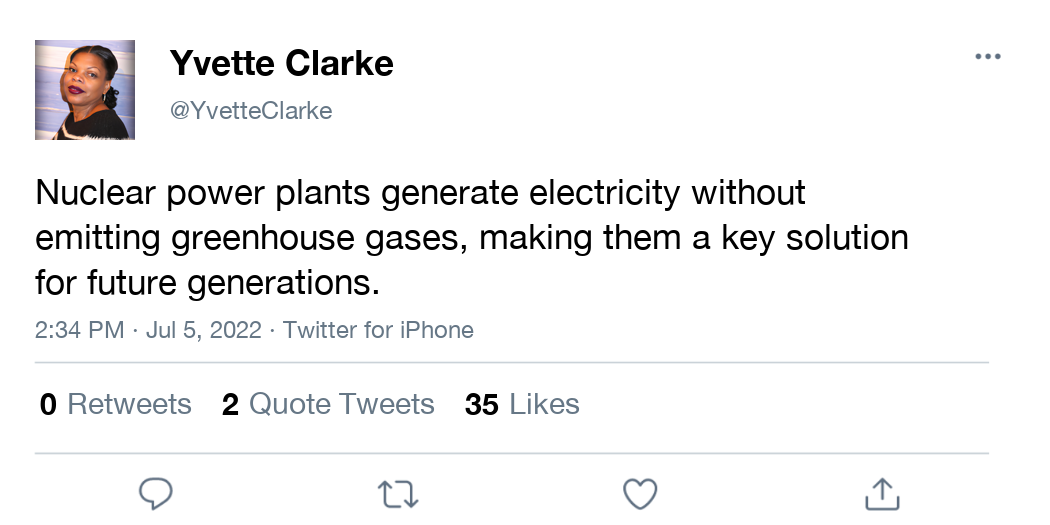 Yvette Clarke
@YvetteClarke
Nuclear power plants generate electricity without
emitting greenhouse gases, making them a key solution
for future generations.
2:34 PM · Jul 5, 2022 · Twitter for iPhone
0 Retweets 2 Quote Tweets 35 Likes